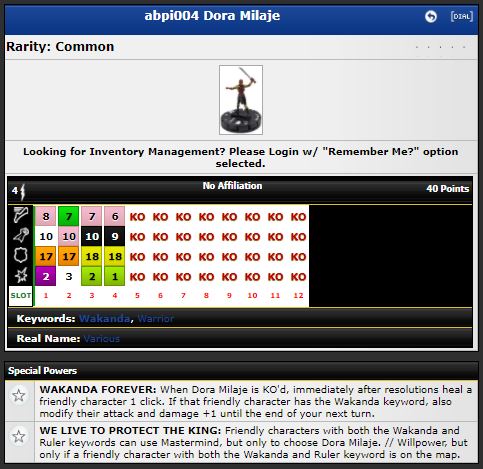 abpi004 Dora Milaje
[DIAL]
Rarity: Common
Looking for Inventory Management? Please Login w/ "Remember Me?" option
selected.
4 No Affiliation 40 Points
8 7 7 6 KO KO KO KO KO KO KO KO
10 10 10 9 KO KO KO KO KO KO KO KO
17 17 18 18 KO KO KO KO KO KO KO KO
2 3 2 1 KO KO KO KO KO KO KO KO
SLOT 1 2 3 4 5 6 7 8 9 10 11 12
Keywords: Wakanda, Warrior
Real Name: Various
Special Powers
WAKANDA FOREVER: When Dora Milaje is KO'd, immediately after resolutions heal a
friendly character 1 click. If that friendly character has the Wakanda keyword, also
modify their attack and damage +1 until the end of your next turn.
WE LIVE TO PROTECT THE KING: Friendly characters with both the Wakanda and
Ruler keywords can use Mastermind, but only to choose Dora Milaje. // Willpower, but
only if a friendly character with both the Wakanda and Ruler keyword is on the map.